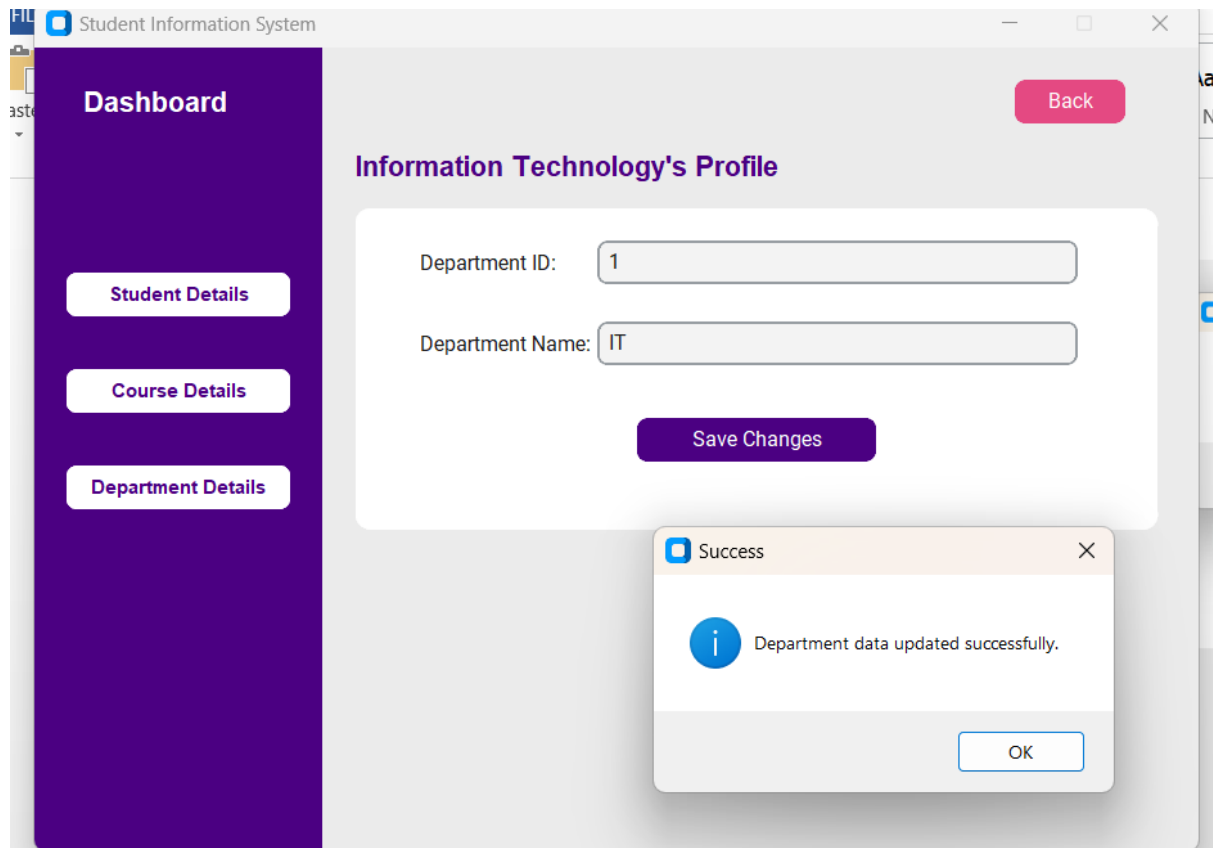 FIL
Student Information System
Dashboard
Back
Information Technology's Profile
Department ID:
1
Student Details
Department Name:
IT
Course Details
Save Changes
Department Details
Success
Department data updated successfully.
OK